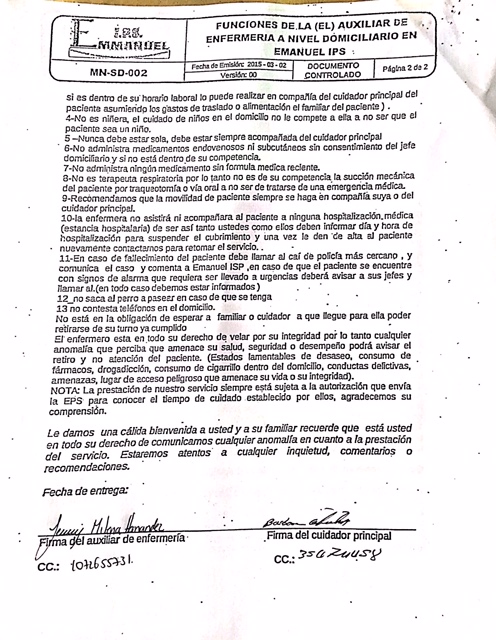 I.P.S.
EMMANUEL
MN-SD-002
FUNCIONES DE LA (EL) AUXILIAR DE
ENFERMERIA A NIVEL DOMICILIARIO EN
EMANUEL IPS
Fecha de Emisión: 2015-03-02
Versión: 00
DOCUMENTO
CONTROLADO
Página 2 de 2
si es dentro de su horario laboral lo puede realizar en compañía del cuidador principal del
paciente asumiendo los gastos de traslado o alimentación el familiar del paciente ) .
4-No es niñera, el cuidado de niños en el domicilio no le compete a ella a no ser que el
paciente sea un niño.
5 –Nunca debe estar sola, debe estar siempre acompañada del cuidador principal
6-No administra medicamentos endovenosos ni subcutáneos sin consentimiento del jefe
domiciliario y si no está dentro de su competencia.
7-No administra ningún medicamento sin formula medica reciente.
8-No es terapeuta respiratoria por lo tanto no es de su competencia la succión mecánica
del paciente por traqueotomía o vía oral a no ser de tratarse de una emergencia médica.
9-Recomendamos que la movilidad de paciente siempre se haga en compañía suya o del
cuidador principal.
10-la enfermera no asistirá ni acompañara al paciente a ninguna hospitalización,médica
(estancia hospitalaria) de ser así tanto ustedes como ellos deben informar día y hora de
hospitalización para suspender el cubrimiento y una vez le den de alta al paciente
nuevamente contactarnos para retomar el servicio. .
11-En caso de fallecimiento del paciente debe llamar al caí de policía más cercano , y
comunica el caso y comenta a Emanuel ISP ,en caso de que el paciente se encuentre
con signos de alarma que requiera ser llevado a urgencias deberá avisar a sus jefes y
llamar al.(en todo caso debemos estar informados )
12_no saca al perro a pasear en caso de que se tenga
13 no contesta teléfonos en el domicilio.
No está en la obligación de esperar a familiar o cuidador a que llegue para ella poder
retirarse de su turno ya cumplido
El enfermero esta en todo su derecho de velar por su integridad por lo tanto cualquier
anomalía que perciba que amenace su salud, seguridad o desempeño podrá avisar el
retiro y no atención del paciente. (Estados lamentables de desaseo, consumo de
fármacos, drogadicción, consumo de cigarrillo dentro del domicilio, conductas delictivas,
amenazas, lugar de acceso peligroso que amenace su vida o su integridad).
NOTA: La prestación de nuestro servicio siempre está sujeta a la autorización que envía
la EPS para conocer el tiempo de cuidado establecido por ellos, agradecemos su
comprensión.
Le damos una cálida bienvenida a usted y a su familiar recuerde que está usted
en todo su derecho de comunicarnos cualquier anomalía en cuanto a la prestación
del servicio. Estaremos atentos a cualquier inquietud, comentarios o
recomendaciones.
Fecha de entrega:
Milena Hernandez
Firma del auxiliar de enfermería
Firma del cuidador principal
CC.: 1072655731.
CC.: